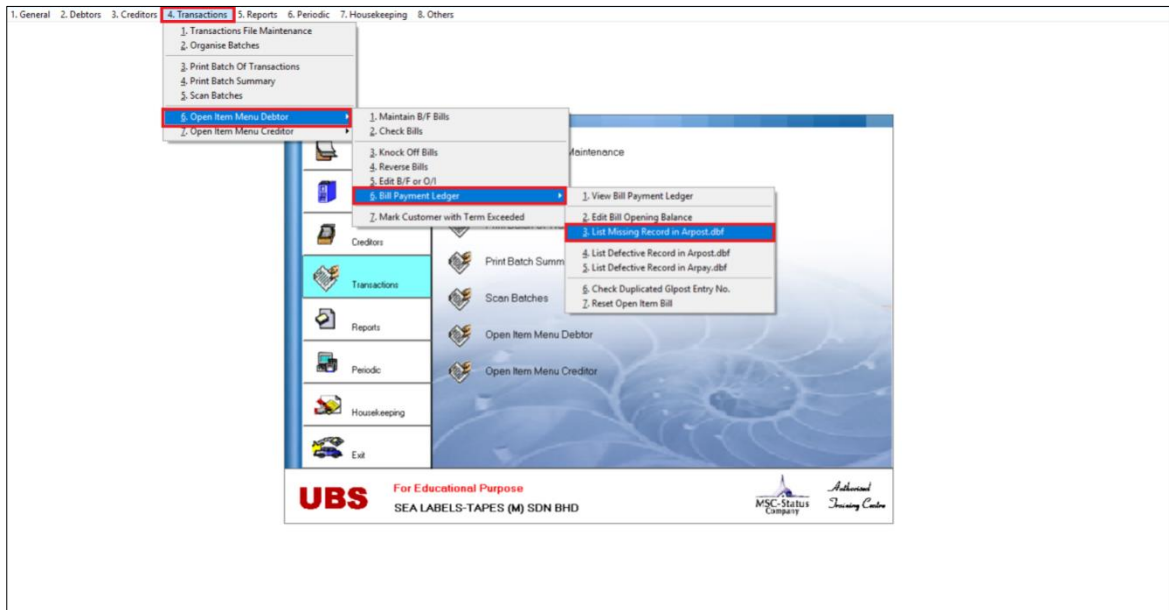 1. General 2. Debtors 3. Creditors 4. Transactions 5. Reports 6. Periodic 7. Housekeeping 8. Others
1. Transactions File Maintenance
2. Organise Batches
3. Print Batch Of Transactions
4. Print Batch Summary
5. Scan Batches
6. Open Item Menu Debtor
7. Open Item Menu Creditor
1. Maintain B/F Bills
2. Check Bills
3. Knock Off Bills
4. Reverse Bills
5. Edit B/F or O/I
6. Bill Payment Ledger
7. Mark Customer with Term Exceeded
1. View Bill Payment Ledger
2. Edit Bill Opening Balance
3. List Missing Record in Arpost.dbf
4. List Defective Record in Arpost.dbf
5. List Defective Record in Arpay.dbf
6. Check Duplicated Glpost Entry No.
7. Reset Open Item Bill
Maintenance
Creditors
Transactions
Reports
Periodic
Housekeeping
Exit
Print Batch Summ
Scan Batches
Open Item Menu Debtor
Open Item Menu Creditor
UBS
For Educational Purpose
SEA LABELS-TAPES (M) SDN BHD
MSC-Status
Company
Authorised
Training Centre